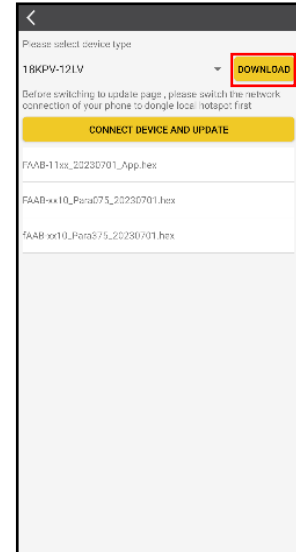 Please select device type
18KPV-12LV
DOWNLOAD
Before switching to update page , please switch the network
connection of your phone to dongle local hotspot first
CONNECT DEVICE AND UPDATE
FAAB-11xx_20230701_App.hex
FAAB-xx10_Para075_20230701.hex
fAAB-xx10_Para375_20230701.hex